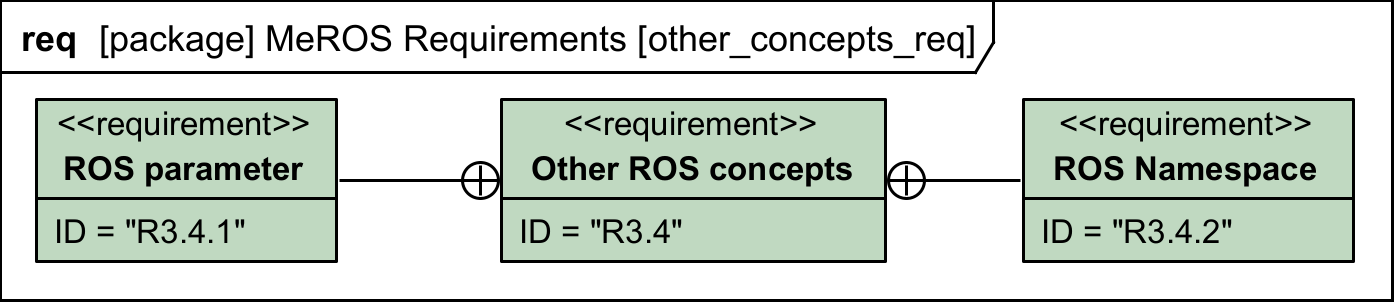 req [package] MeROS Requirements [other_concepts_req]
<<requirement>>
ROS parameter
ID = "R3.4.1"
<<requirement>>
Other ROS concepts
ID = "R3.4"
<<requirement>>
ROS Namespace
ID = "R3.4.2"